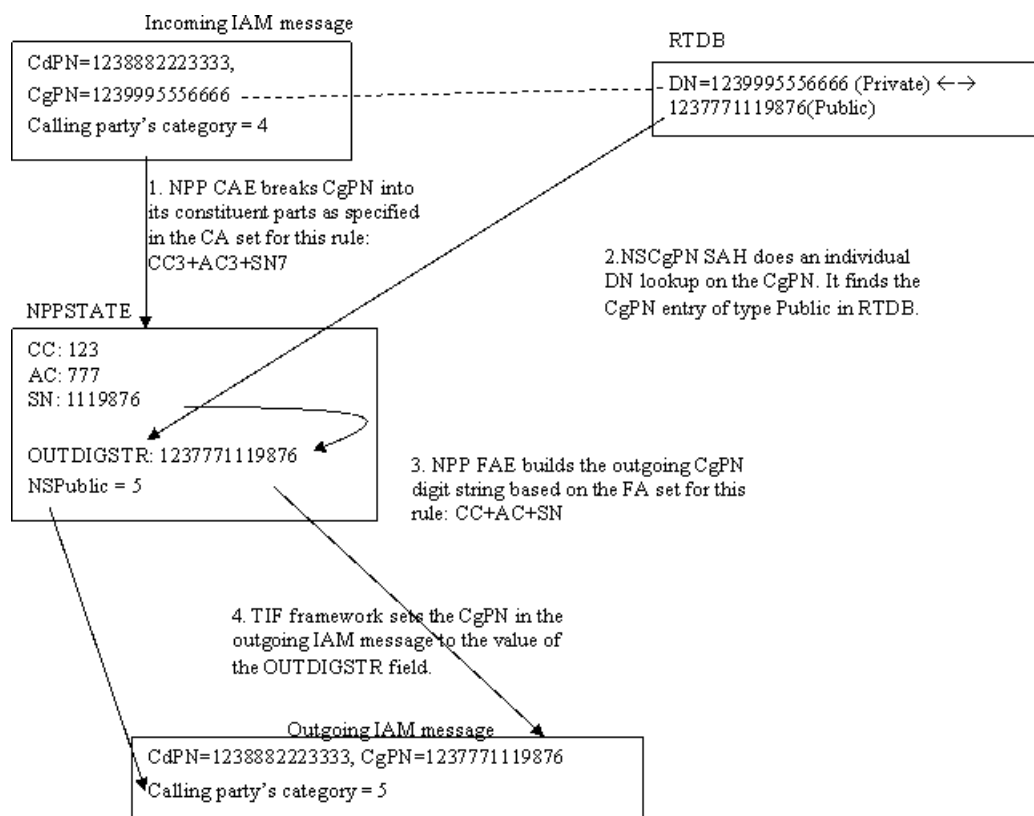 Incoming IAM message
CdPN=1238882223333,
CgPN=1239995556666
Calling party's category = 4
RTDB
DN=1239995556666 (Private) ←→
1237771119876(Public)
1. NPP CAE breaks CgPN into
its constituent parts as specified
in the CA set for this rule:
CC3+AC3+SN7
2.NSCgPN SAH does an individual
DN lookup on the CgPN. It finds the
CgPN entry of type Public in RTDB.
NPPSTATE
CC: 123
AC: 777
SN: 1119876
OUTDIGSTR: 1237771119876
NSPublic = 5
3. NPP FAE builds the outgoing CgPN
digit string based on the FA set for this
rule: CC+AC+SN
4. TIF framework sets the CgPN in the
outgoing IAM message to the value of
the OUTDIGSTR field.
Outgoing IAM message
CdPN=1238882223333, CgPN=1237771119876
Calling party's category = 5